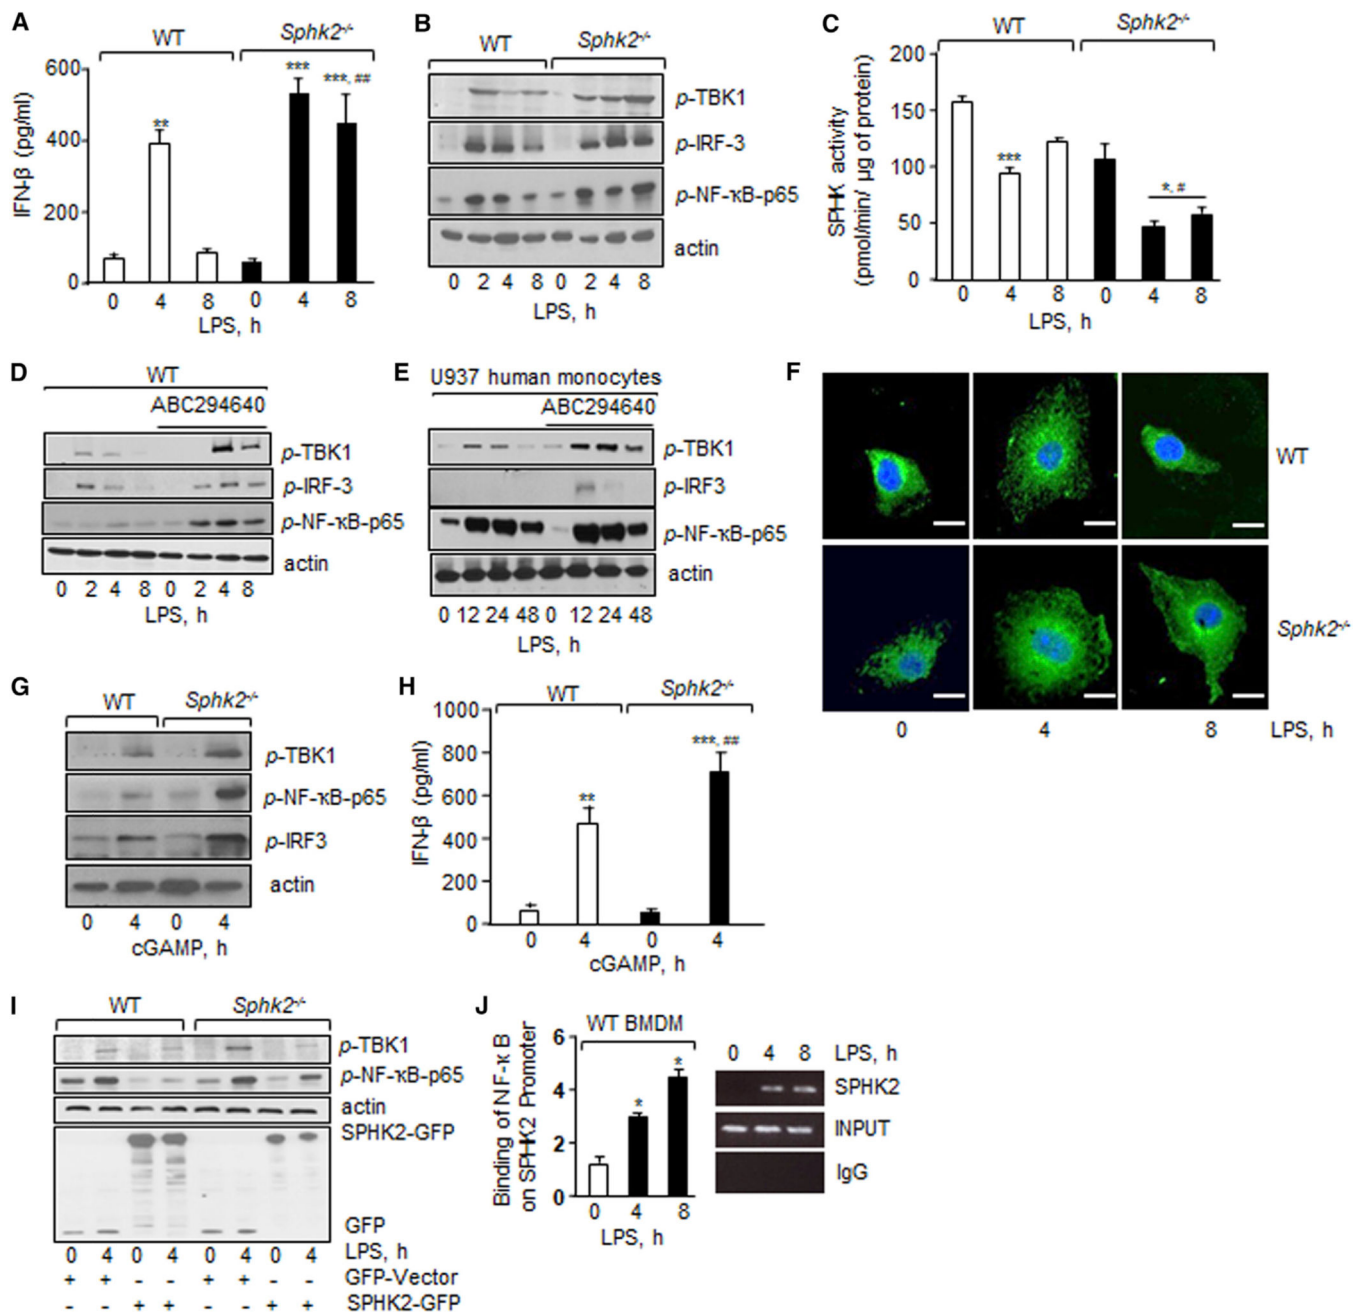 A
WT
Sphk2-/-
IFN-β (pg/ml)
600
400
200
0
**
***
***, ##
0 4 8 0 4 8
LPS, h
B
WT
Sphk2-/-
p-TBK1
p-IRF-3
p-NF-κB-p65
actin
0 2 4 8 0 2 4 8
LPS, h
C
WT
Sphk2-/-
SPHK activity
(pmol/min/ μg of protein)
200
150
100
50
0
***
*, #
0 4 8 0 4 8
LPS, h
D
WT
ABC294640
p-TBK1
p-IRF-3
p-NF-κB-p65
actin
0 2 4 8 0 2 4 8
LPS, h
E
U937 human monocytes
ABC294640
p-TBK1
p-IRF3
p-NF-κB-p65
actin
0 12 24 48 0 12 24 48
LPS, h
F
WT
Sphk2-/-
0 4 8 LPS, h
G
WT
Sphk2-/-
p-TBK1
p-NF-κB-p65
p-IRF3
actin
0 4 0 4
cGAMP, h
H
WT
Sphk2-/-
IFN-β (pg/ml)
1000
800
600
400
200
0
**
***, ##
0 4 0 4
cGAMP, h
I
WT
Sphk2-/-
p-TBK1
p-NF-κB-p65
actin
SPHK2-GFP
GFP
0 4 0 4 0 4 0 4 LPS, h
+ + - - + + - - GFP-Vector
- - + + - - + + SPHK2-GFP
J
WT BMDM
Binding of NF-κ B
on SPHK2 Promoter
6
4
2
0
*
*
0 4 8
LPS, h
0 4 8 LPS, h
SPHK2
INPUT
IgG